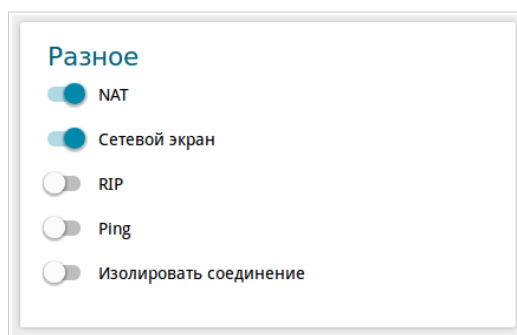 Разное
NAT
Сетевой экран
RIP
Ping
Изолировать соединение